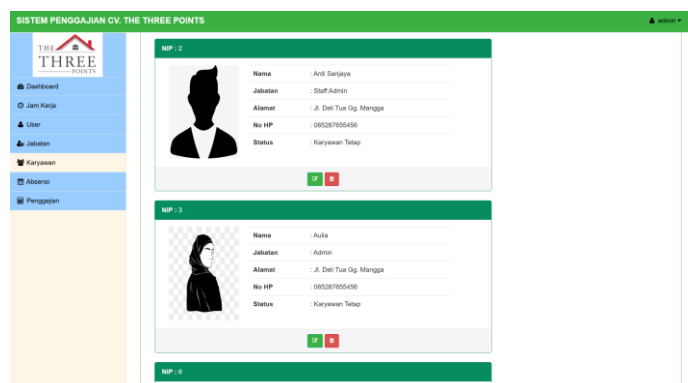 SISTEM PENGGAJIAN CV. THE THREE POINTS
admin
THE
THREE
POINTS
Dashboard
Jam Kerja
User
Jabatan
Karyawan
Absensi
Penggajian
NIP : 2
Nama : Ardi Sanjaya
Jabatan : Staff Admin
Alamat : Jl. Deli Tua Gg. Mangga
No HP : 085287655456
Status : Karyawan Tetap
NIP : 3
Nama : Aulia
Jabatan : Admin
Alamat : Jl. Deli Tua Gg. Mangga
No HP : 085287655456
Status : Karyawan Tetap
NIP : 6